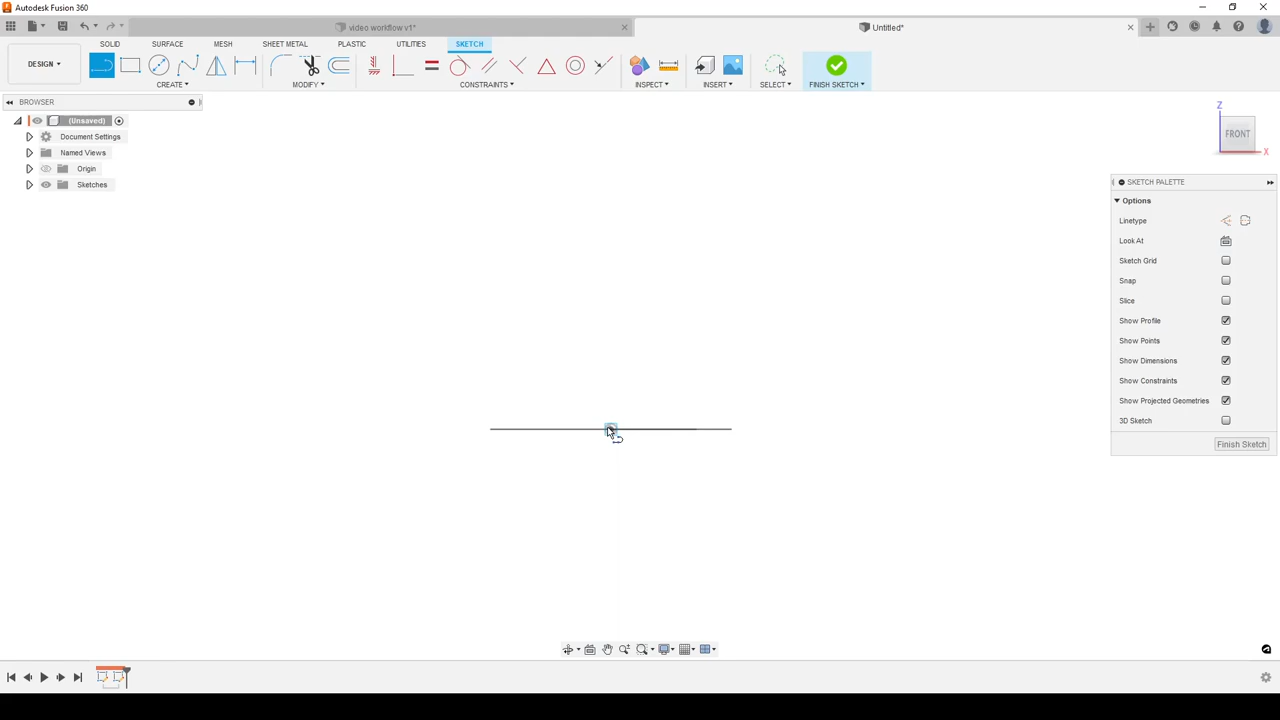 Autodesk Fusion 360
video workflow v1*
Untitled*
SOLID SURFACE MESH SHEET METAL PLASTIC UTILITIES SKETCH
DESIGN
CREATE MODIFY CONSTRAINTS INSPECT INSERT SELECT FINISH SKETCH
BROWSER
(Unsaved)
Document Settings
Named Views
Origin
Sketches
Z
FRONT
X
SKETCH PALETTE
Options
Linetype
Look At
Sketch Grid
Snap
Slice
Show Profile
Show Points
Show Dimensions
Show Constraints
Show Projected Geometries
3D Sketch
Finish Sketch